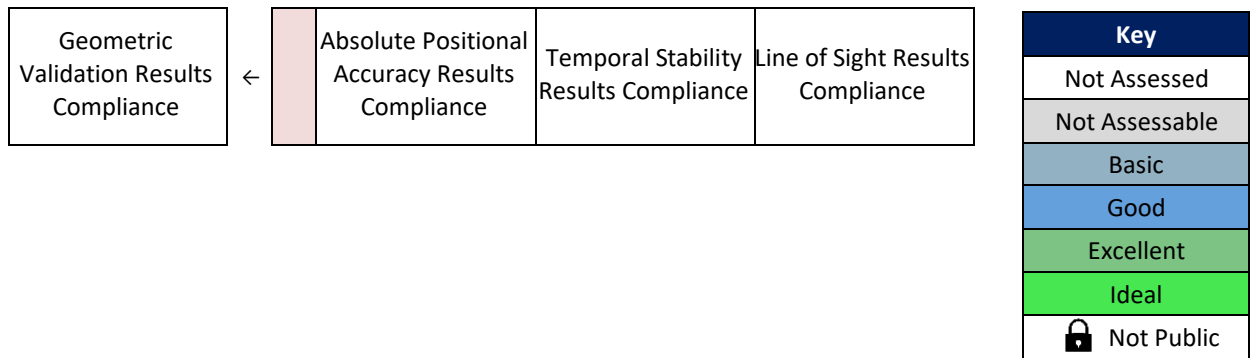 Geometric
Validation Results
Compliance
←
Absolute Positional
Accuracy Results
Compliance
Temporal Stability
Results Compliance
Line of Sight Results
Compliance
Key
Not Assessed
Not Assessable
Basic
Good
Excellent
Ideal
Not Public